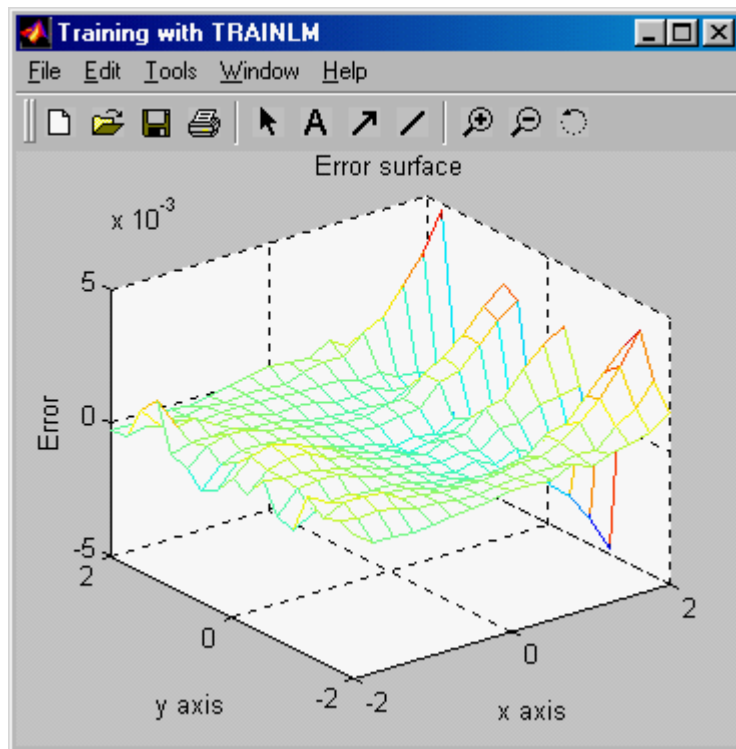 Training with TRAINLM
File Edit Tools Window Help
A
Error surface
x 10-3
5
0
-5
Error
2
0
-2
y axis
-2
0
2
x axis